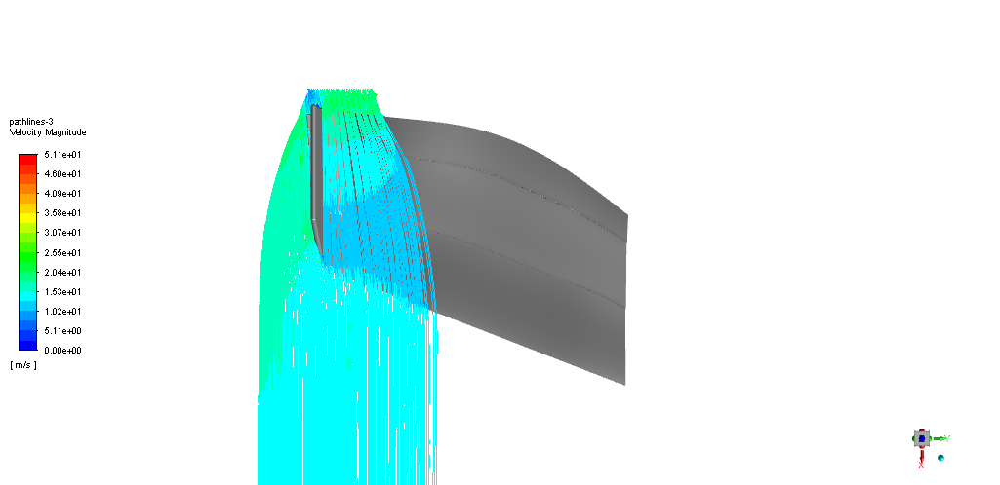 pathlines-3
Velocity Magnitude
5.11e+01
4.60e+01
4.09e+01
3.58e+01
3.07e+01
2.55e+01
2.04e+01
1.53e+01
1.02e+01
5.11e+00
0.00e+00
[ m/s ]
Y
X